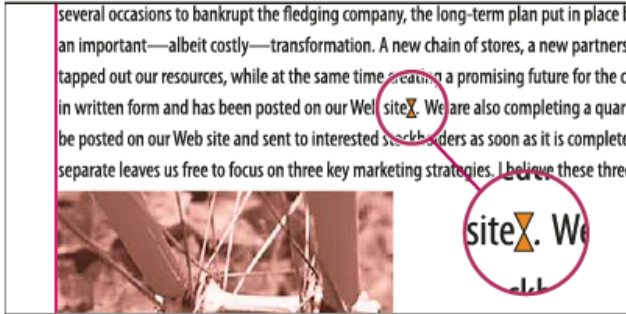 several occasions to bankrupt the fledging company, the long-term plan put in place
an important—albeit costly—transformation. A new chain of stores, a new partners
tapped out our resources, while at the same time creating a promising future for the
in written form and has been posted on our Web site. We are also completing a quar
be posted on our Web site and sent to interested stockholders as soon as it is complete
separate leaves us free to focus on three key marketing strategies. I believe these three
site. We